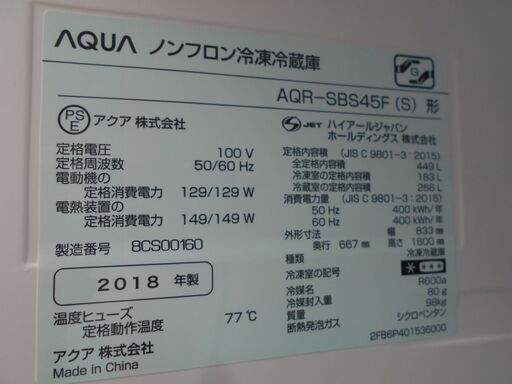 AQUA ノンフロン冷凍冷蔵庫
G
AQR-SBS45F (S) 形
PS
E
アクア 株式会社
定格電圧 100 V
定格周波数 50/60 Hz
電動機の
定格消費電力 129/129 W
電熱装置の
定格消費電力 149/149 W
製造番号 8CS00160
2018 年製
温度ヒューズ
定格動作温度 77℃
アクア 株式会社
Made in China
S JET ハイアールジャパン
ホールディングス 株式会社
定格内容積 (JIS C 9801-3 : 2015)
全定格内容積 449 L
冷凍室の定格内容積 183 L
冷蔵室の定格内容積 266 L
消費電力量 (JIS C 9801-3 : 2015)
50 Hz 400 kWh/年
60 Hz 400 kWh/年
外形寸法 幅 833 ㎜
奥行 667 ㎜ 高さ 1800 ㎜
種類 冷凍冷蔵庫
冷凍室の記号
冷媒名 R600a
冷媒封入量 80g
質量 98kg
断熱発泡ガス シクロペンタン
2FB6P401536000